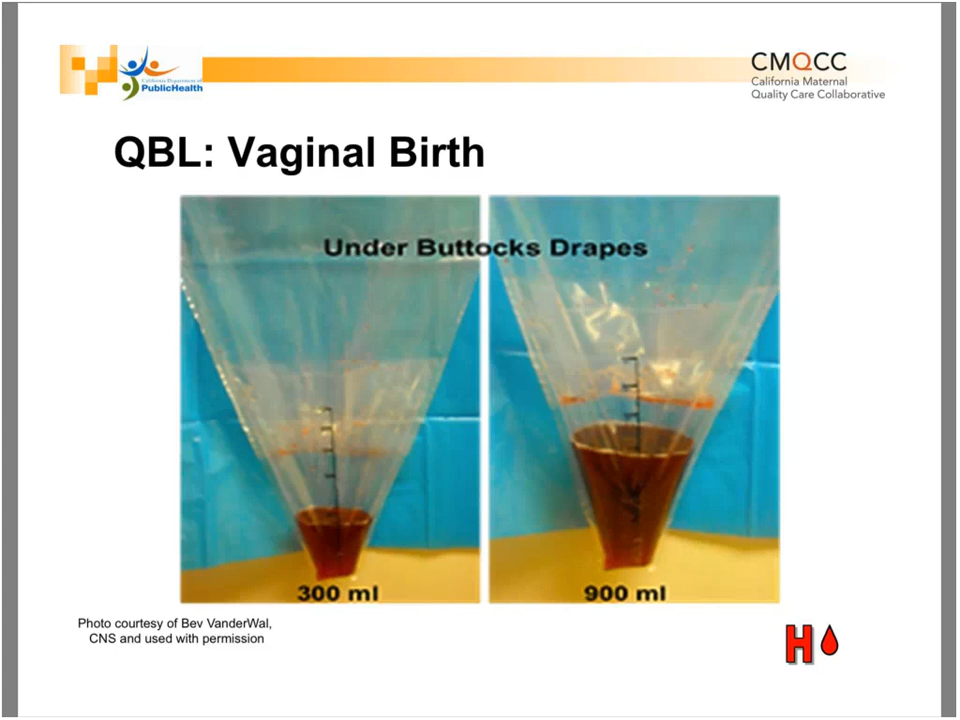 California Department of
PublicHealth
CMQCC
California Maternal
Quality Care Collaborative
QBL: Vaginal Birth
Under Buttocks Drapes
300 ml
900 ml
Photo courtesy of Bev VanderWal,
CNS and used with permission
H